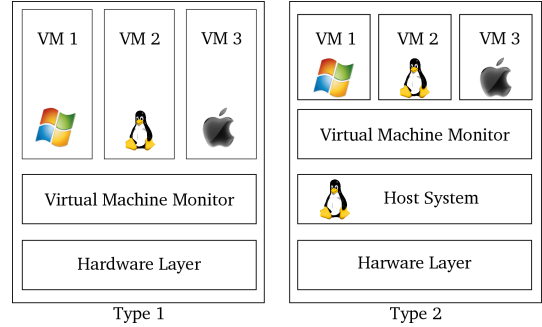 VM 1
VM 2
VM 3
Virtual Machine Monitor
Hardware Layer
Type 1
VM 1
VM 2
VM 3
Virtual Machine Monitor
Host System
Harware Layer
Type 2